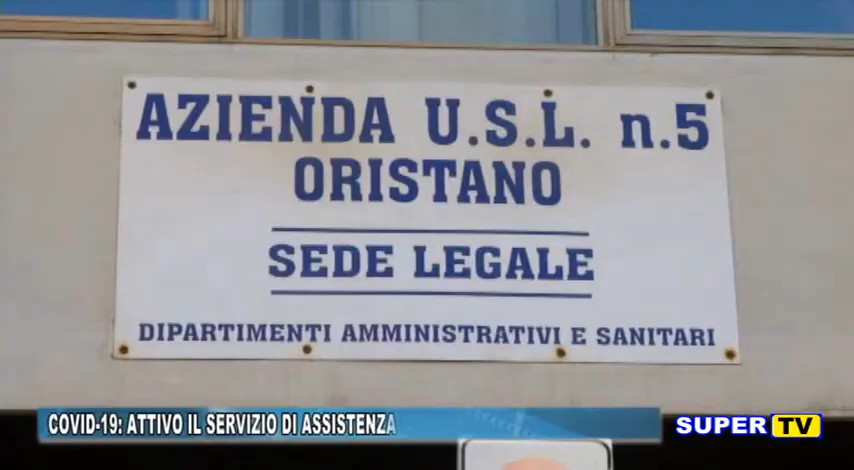 AZIENDA U.S.L. n.5
ORISTANO
SEDE LEGALE
DIPARTIMENTI AMMINISTRATIVI E SANITARI
COVID-19: ATTIVO IL SERVIZIO DI ASSISTENZA
SUPER TV